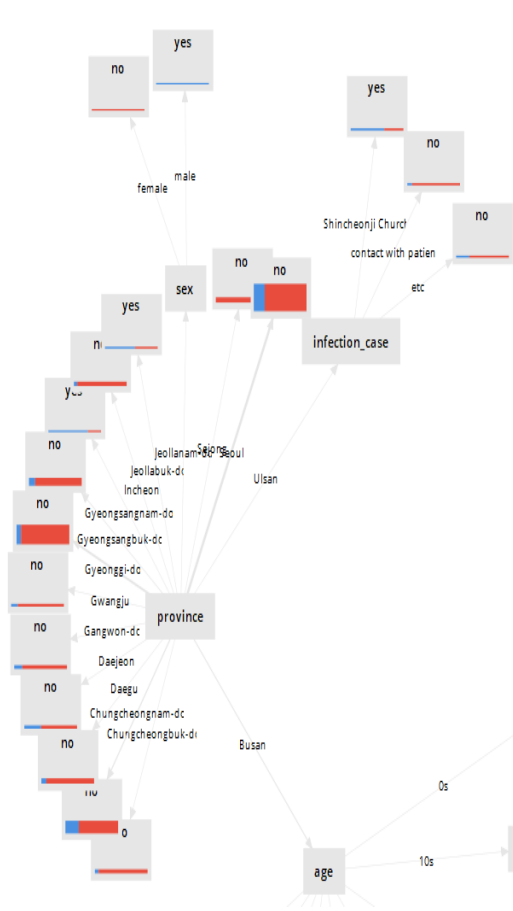 yes
no
yes
no
male
female
Shincheonji Church
no
contact with patien
no
no
etc
sex
yes
infection_case
no
Jeollanam-do
Seoul
Jeollabuk-do
Ulsan
Incheon
no
Gyeongsangnam-do
Gyeongsangbuk-do
no
Gyeonggi-do
Gwangju
province
no
Gangwon-do
Daejeon
no
Daegu
Chungcheongnam-do
Chungcheongbuk-do
no
Busan
0s
no
10s
age